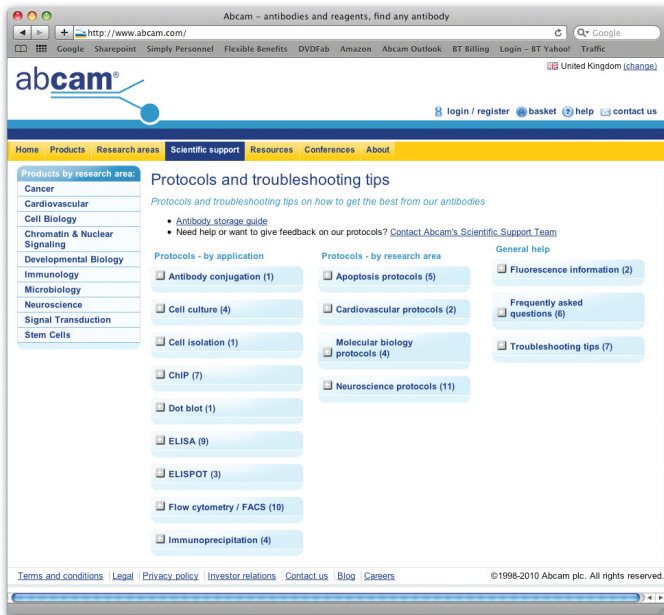 Abcam – antibodies and reagents, find any antibody
http://www.abcam.com/
Google
Google Sharepoint Simply Personnel Flexible Benefits DVDFab Amazon Abcam Outlook BT Billing Login – BT Yahoo! Traffic
United Kingdom (change)
abcam®
login / register basket ? help contact us
Home Products Research areas Scientific support Resources Conferences About
Products by research area:
Cancer
Cardiovascular
Cell Biology
Chromatin & Nuclear
Signaling
Developmental Biology
Immunology
Microbiology
Neuroscience
Signal Transduction
Stem Cells
Protocols and troubleshooting tips
Protocols and troubleshooting tips on how to get the best from our antibodies
• Antibody storage guide
• Need help or want to give feedback on our protocols? Contact Abcam's Scientific Support Team
Protocols - by application
Antibody conjugation (1)
Cell culture (4)
Cell isolation (1)
ChIP (7)
Dot blot (1)
ELISA (9)
ELISPOT (3)
Flow cytometry / FACS (10)
Immunoprecipitation (4)
Protocols - by research area
Apoptosis protocols (5)
Cardiovascular protocols (2)
Molecular biology
protocols (4)
Neuroscience protocols (11)
General help
Fluorescence information (2)
Frequently asked
questions (6)
Troubleshooting tips (7)
Terms and conditions | Legal | Privacy policy | Investor relations | Contact us | Blog | Careers
©1998-2010 Abcam plc. All rights reserved.